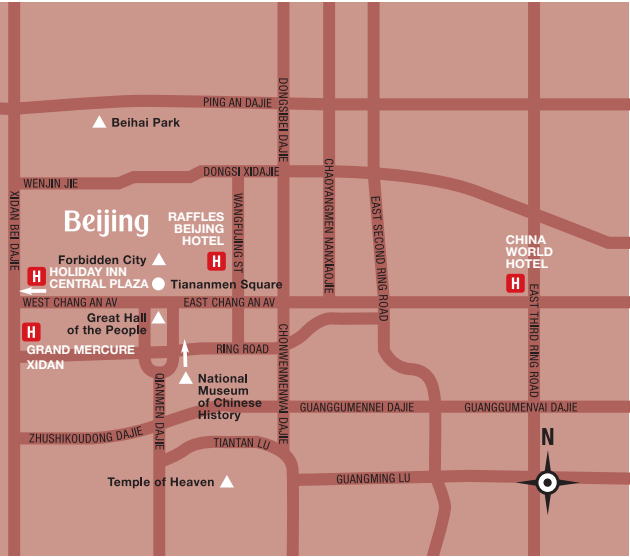 PING AN DAJIE
DONGSIBEI DAJIE
Beihai Park
DONGSI XIDAJIE
WENJIN JIE
XIDAN BEI DAJIE
CHAOYANGMEN NANXIAOJIE
WANGFUJING ST
EAST SECOND RING ROAD
Beijing
RAFFLES
BEIJING
HOTEL
H
CHINA
WORLD
HOTEL
H
Forbidden City
H
HOLIDAY INN
CENTRAL PLAZA
Tiananmen Square
WEST CHANG AN AV
EAST CHANG AN AV
EAST THIRD RING ROAD
Great Hall
of the People
H
GRAND MERCURE
XIDAN
RING ROAD
CHONWENMENWAI DAJIE
QIANMEN DAJIE
National
Museum
of Chinese
History
GUANGGUMENNEI DAJIE
GUANGGUMENVAI DAJIE
ZHUSHIKOUDONG DAJIE
TIANTAN LU
N
Temple of Heaven
GUANGMING LU